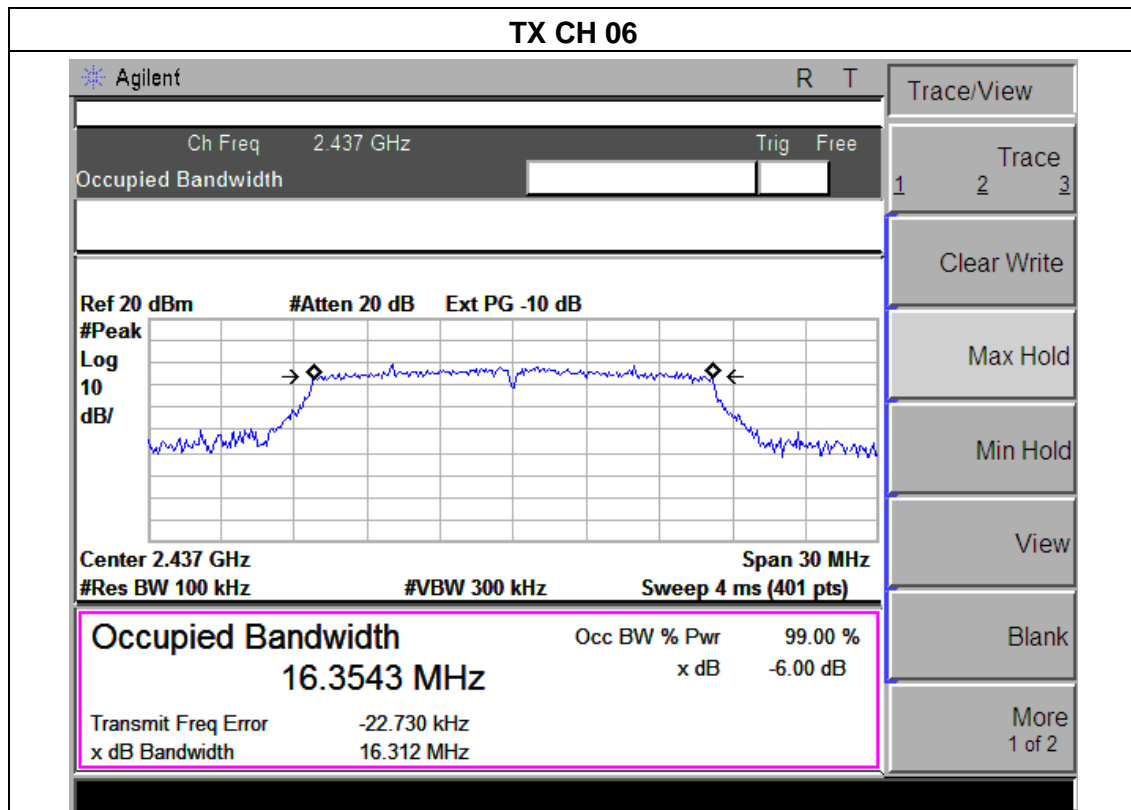 TX CH 06
Agilent R T
Trace/View
Ch Freq 2.437 GHz Trig Free
Occupied Bandwidth
Trace
1 2 3
Clear Write
Ref 20 dBm #Atten 20 dB Ext PG -10 dB
#Peak
Log
10
dB/
Max Hold
Min Hold
View
Center 2.437 GHz Span 30 MHz
#Res BW 100 kHz #VBW 300 kHz Sweep 4 ms (401 pts)
Occupied Bandwidth Occ BW % Pwr 99.00 %
16.3543 MHz x dB -6.00 dB
Blank
Transmit Freq Error -22.730 kHz
x dB Bandwidth 16.312 MHz
More
1 of 2